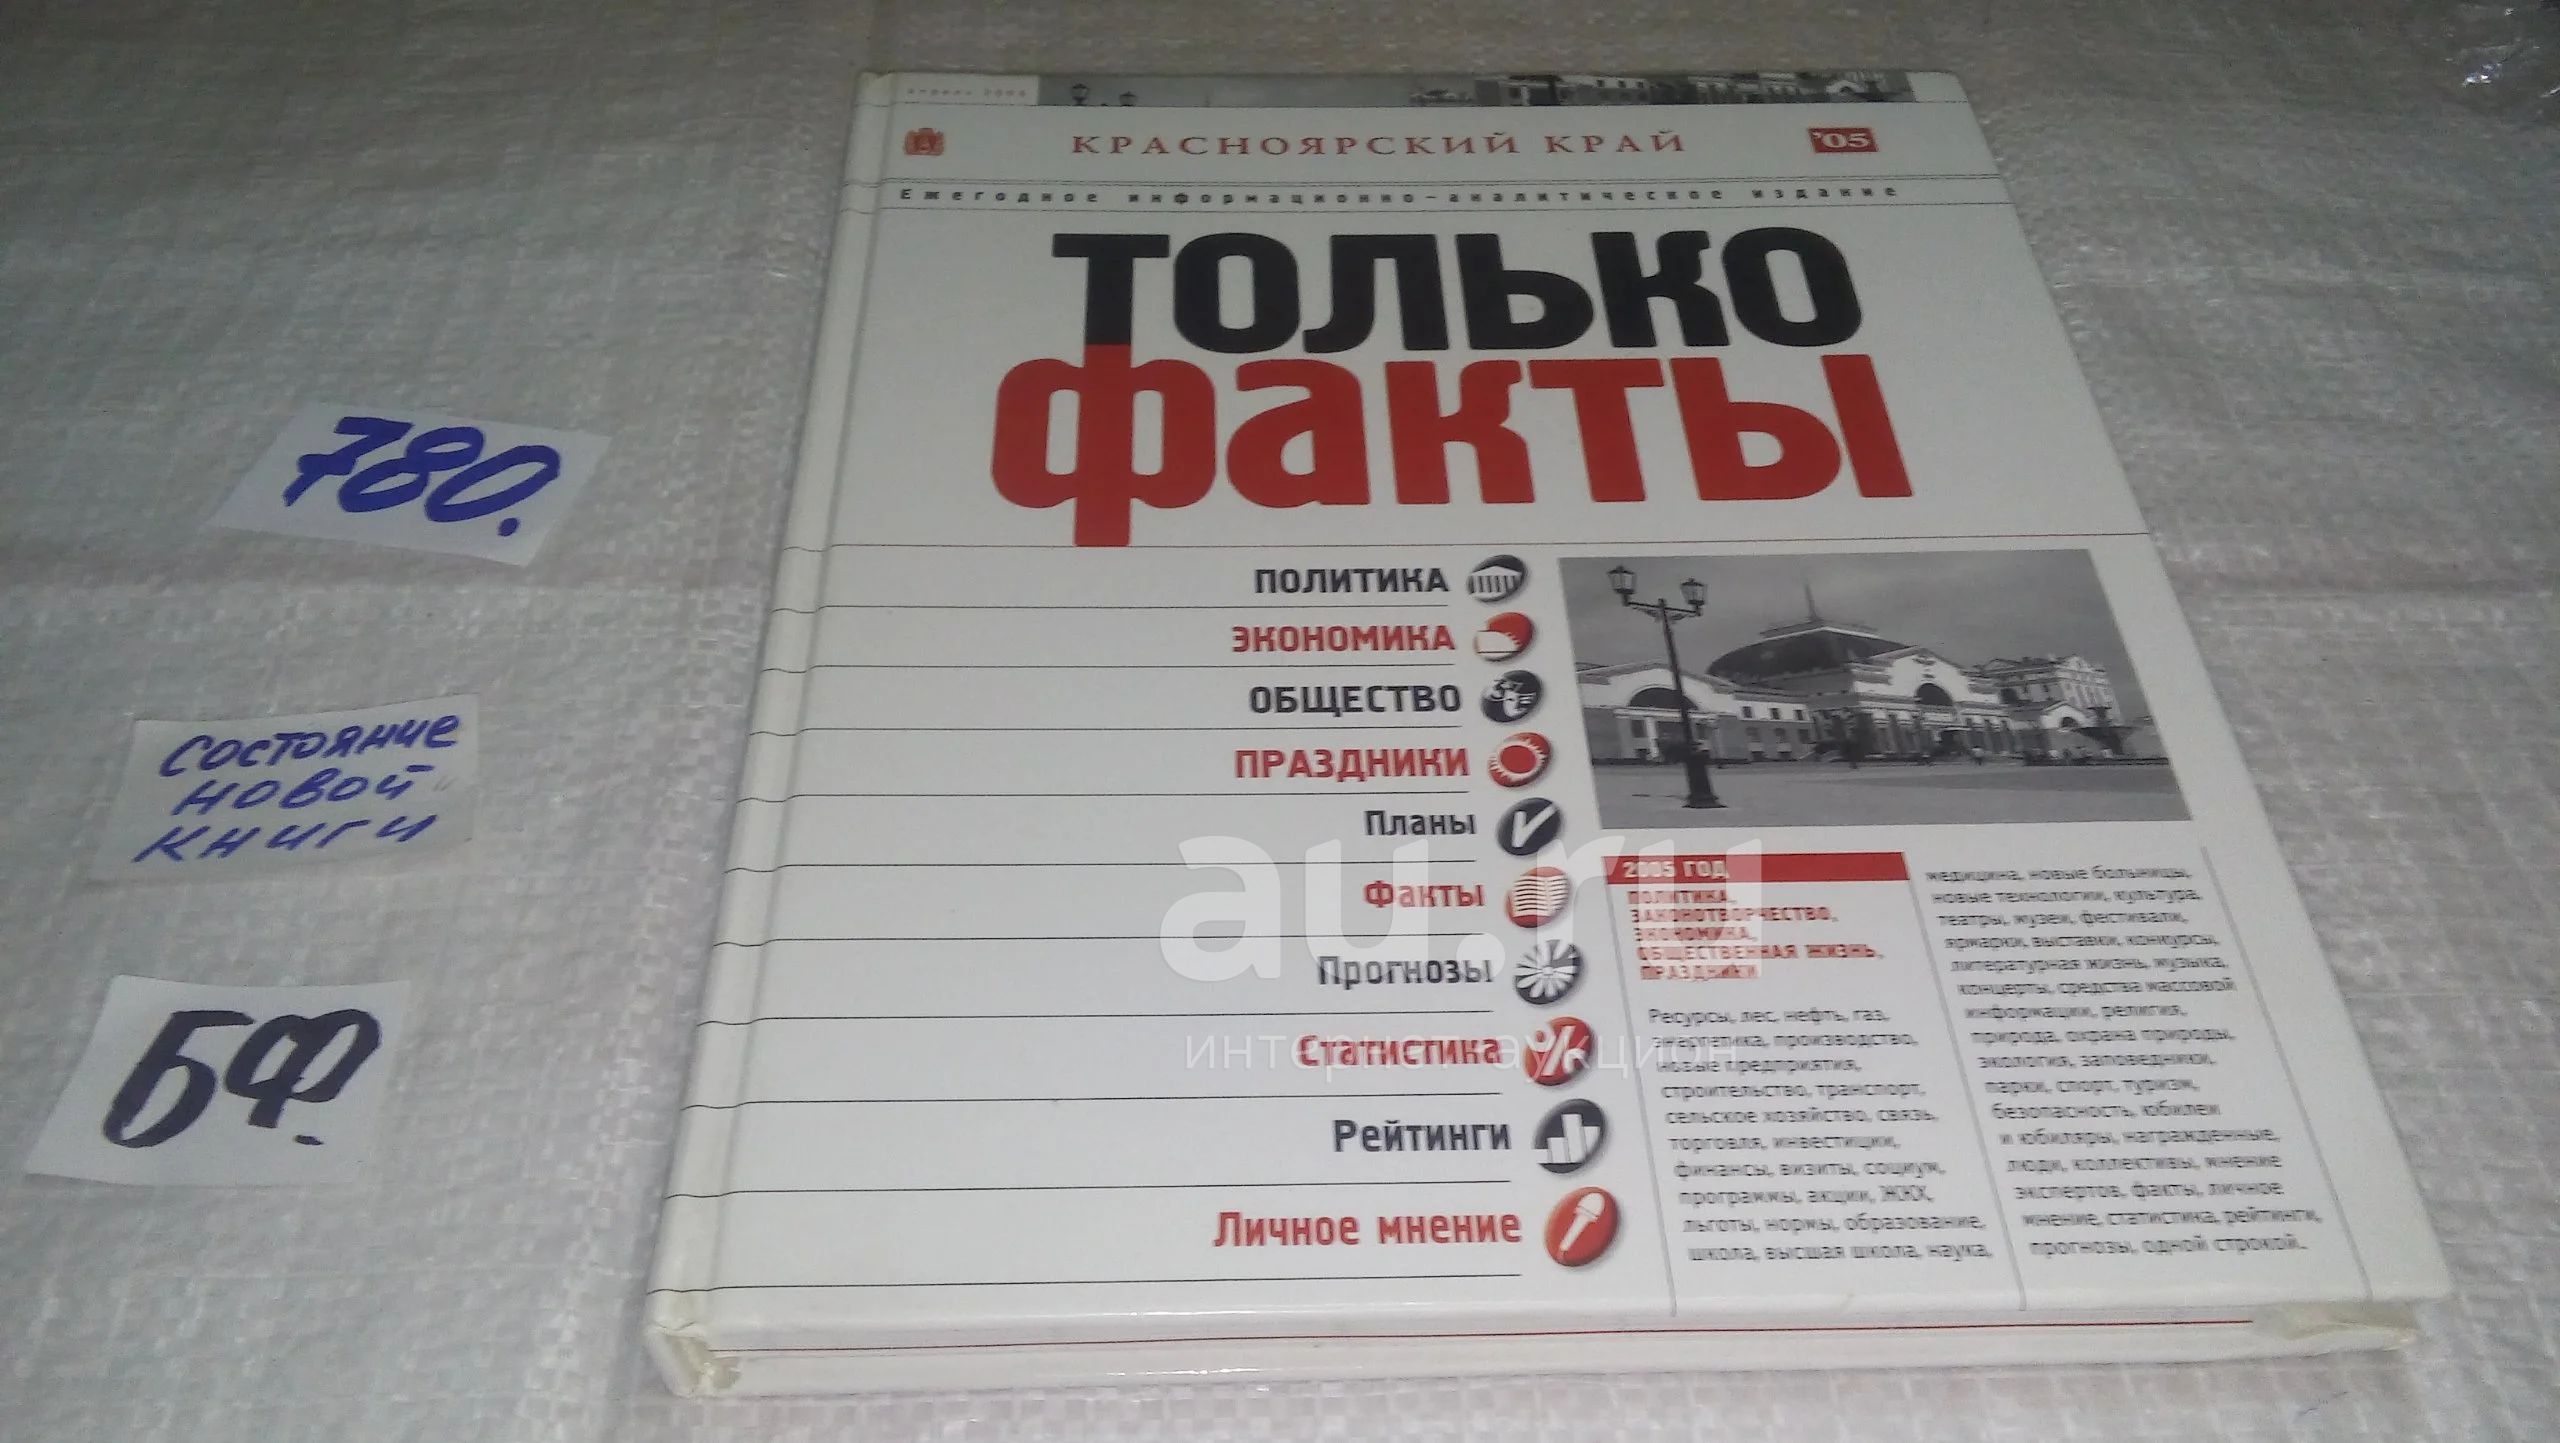 780.
состояние
новой
книги
БФ.
апрель 2006
КРАСНОЯРСКИЙ КРАЙ
'05
Ежегодное информационно-аналитическое издание
только
факты
ПОЛИТИКА
ЭКОНОМИКА
ОБЩЕСТВО
ПРАЗДНИКИ
Планы
Факты
Прогнозы
Статистика
Рейтинги
Личное мнение
2005 ГОД
ПОЛИТИКА,
ЗАКОНОТВОРЧЕСТВО,
ЭКОНОМИКА,
ОБЩЕСТВЕННАЯ ЖИЗНЬ,
ПРАЗДНИКИ
Ресурсы, лес, нефть, газ,
энергетика, производство,
новые предприятия,
строительство, транспорт,
сельское хозяйство, связь,
торговля, инвестиции,
финансы, визиты, социум,
программы, акции, ЖКХ,
льготы, нормы, образование,
школа, высшая школа, наука,
медицина, новые больницы,
новые технологии, культура,
театры, музеи, фестивали,
ярмарки, выставки, конкурсы,
литературная жизнь, музыка,
концерты, средства массовой
информации, религия,
природа, охрана природы,
экология, заповедники,
парки, спорт, туризм,
безопасность, юбилеи
и юбиляры, награжденные,
люди, коллективы, мнение
экспертов, факты, личное
мнение, статистика, рейтинги,
прогнозы, одной строкой.
au.ru
интернет аукцион